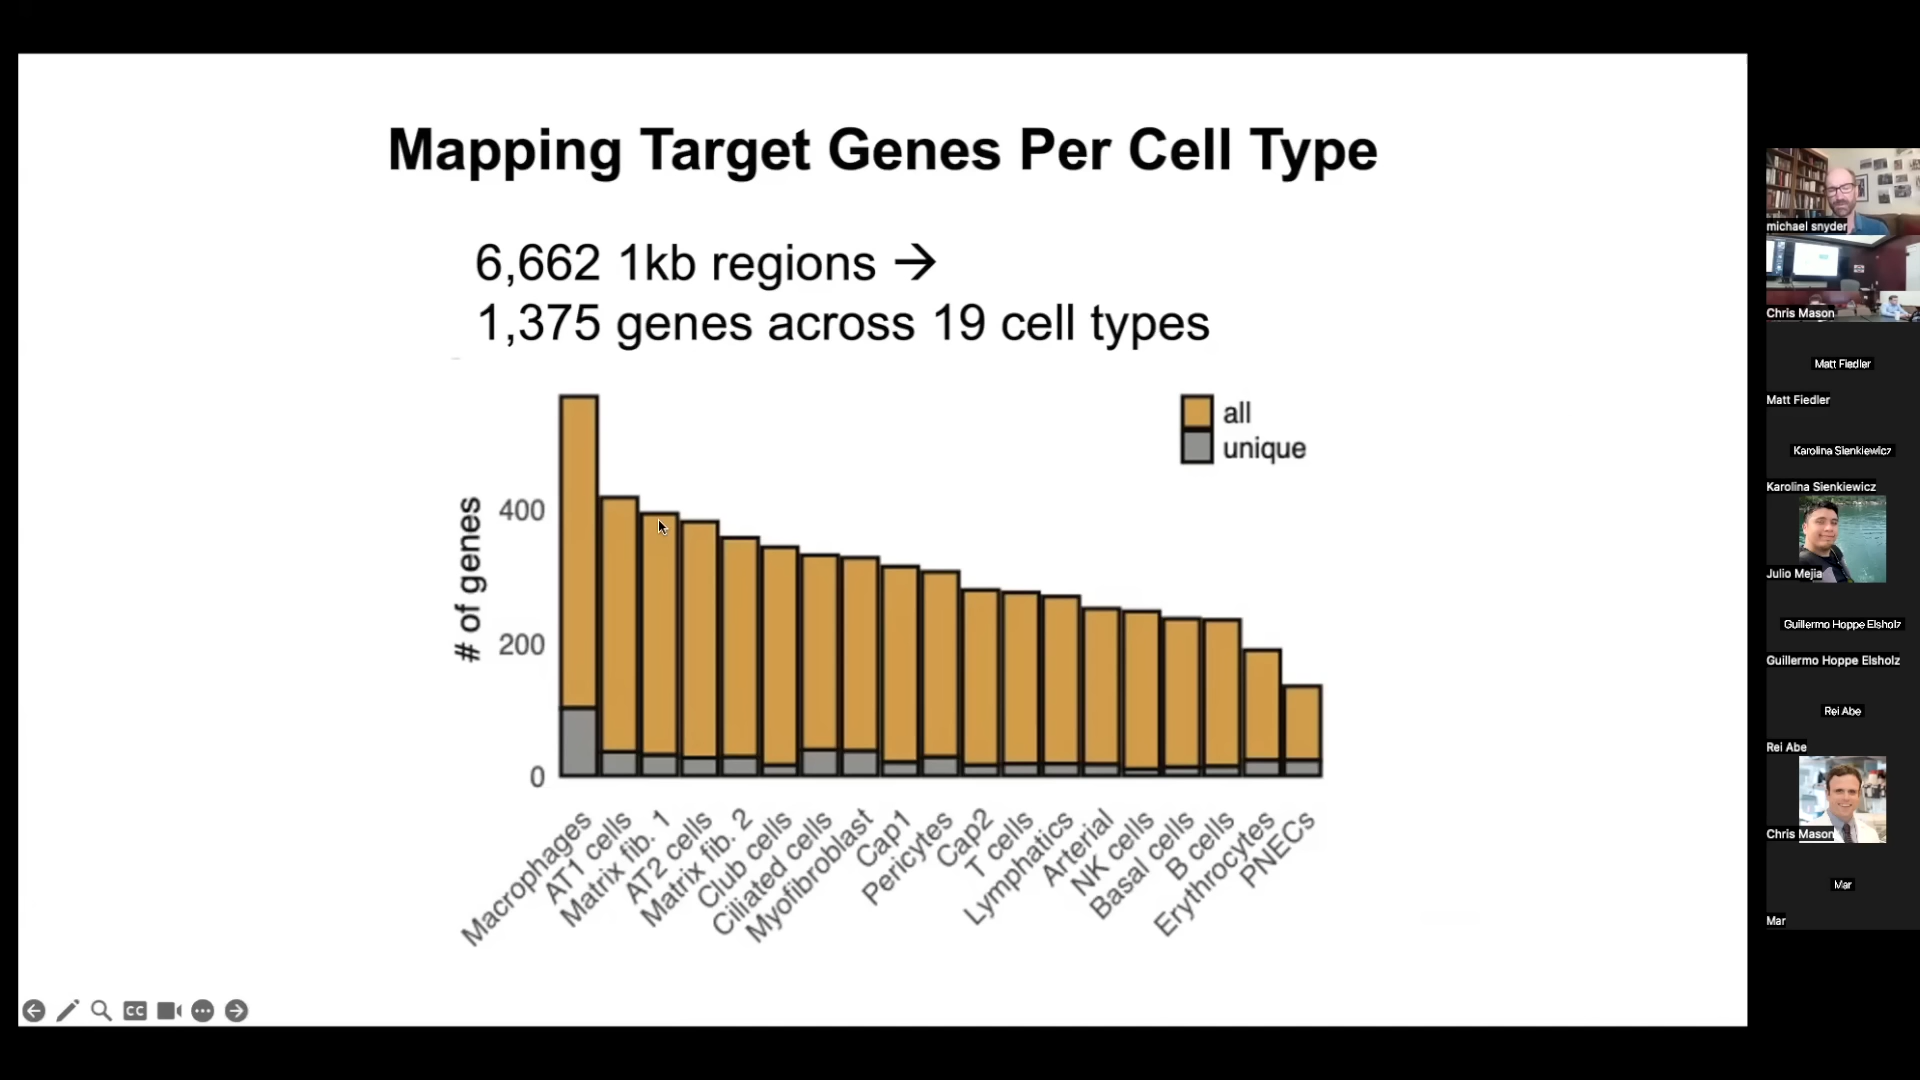 Mapping Target Genes Per Cell Type
6,662 1kb regions →
1,375 genes across 19 cell types
all
unique
# of genes
400
200
0
Macrophages
AT1 cells
Matrix fib. 1
AT2 cells
Matrix fib. 2
Club cells
Ciliated cells
Myofibroblast
Cap1
Pericytes
Cap2
T cells
Lymphatics
Arterial
NK cells
Basal cells
B cells
Erythrocytes
PNECs
CC
michael snyder
Chris Mason
Matt Fiedler
Matt Fiedler
Karolina Sienkiewicz
Karolina Sienkiewicz
Julio Mejia
Guillermo Hoppe Elsholz
Guillermo Hoppe Elsholz
Rei Abe
Rei Abe
Chris Mason
Mar
Mar